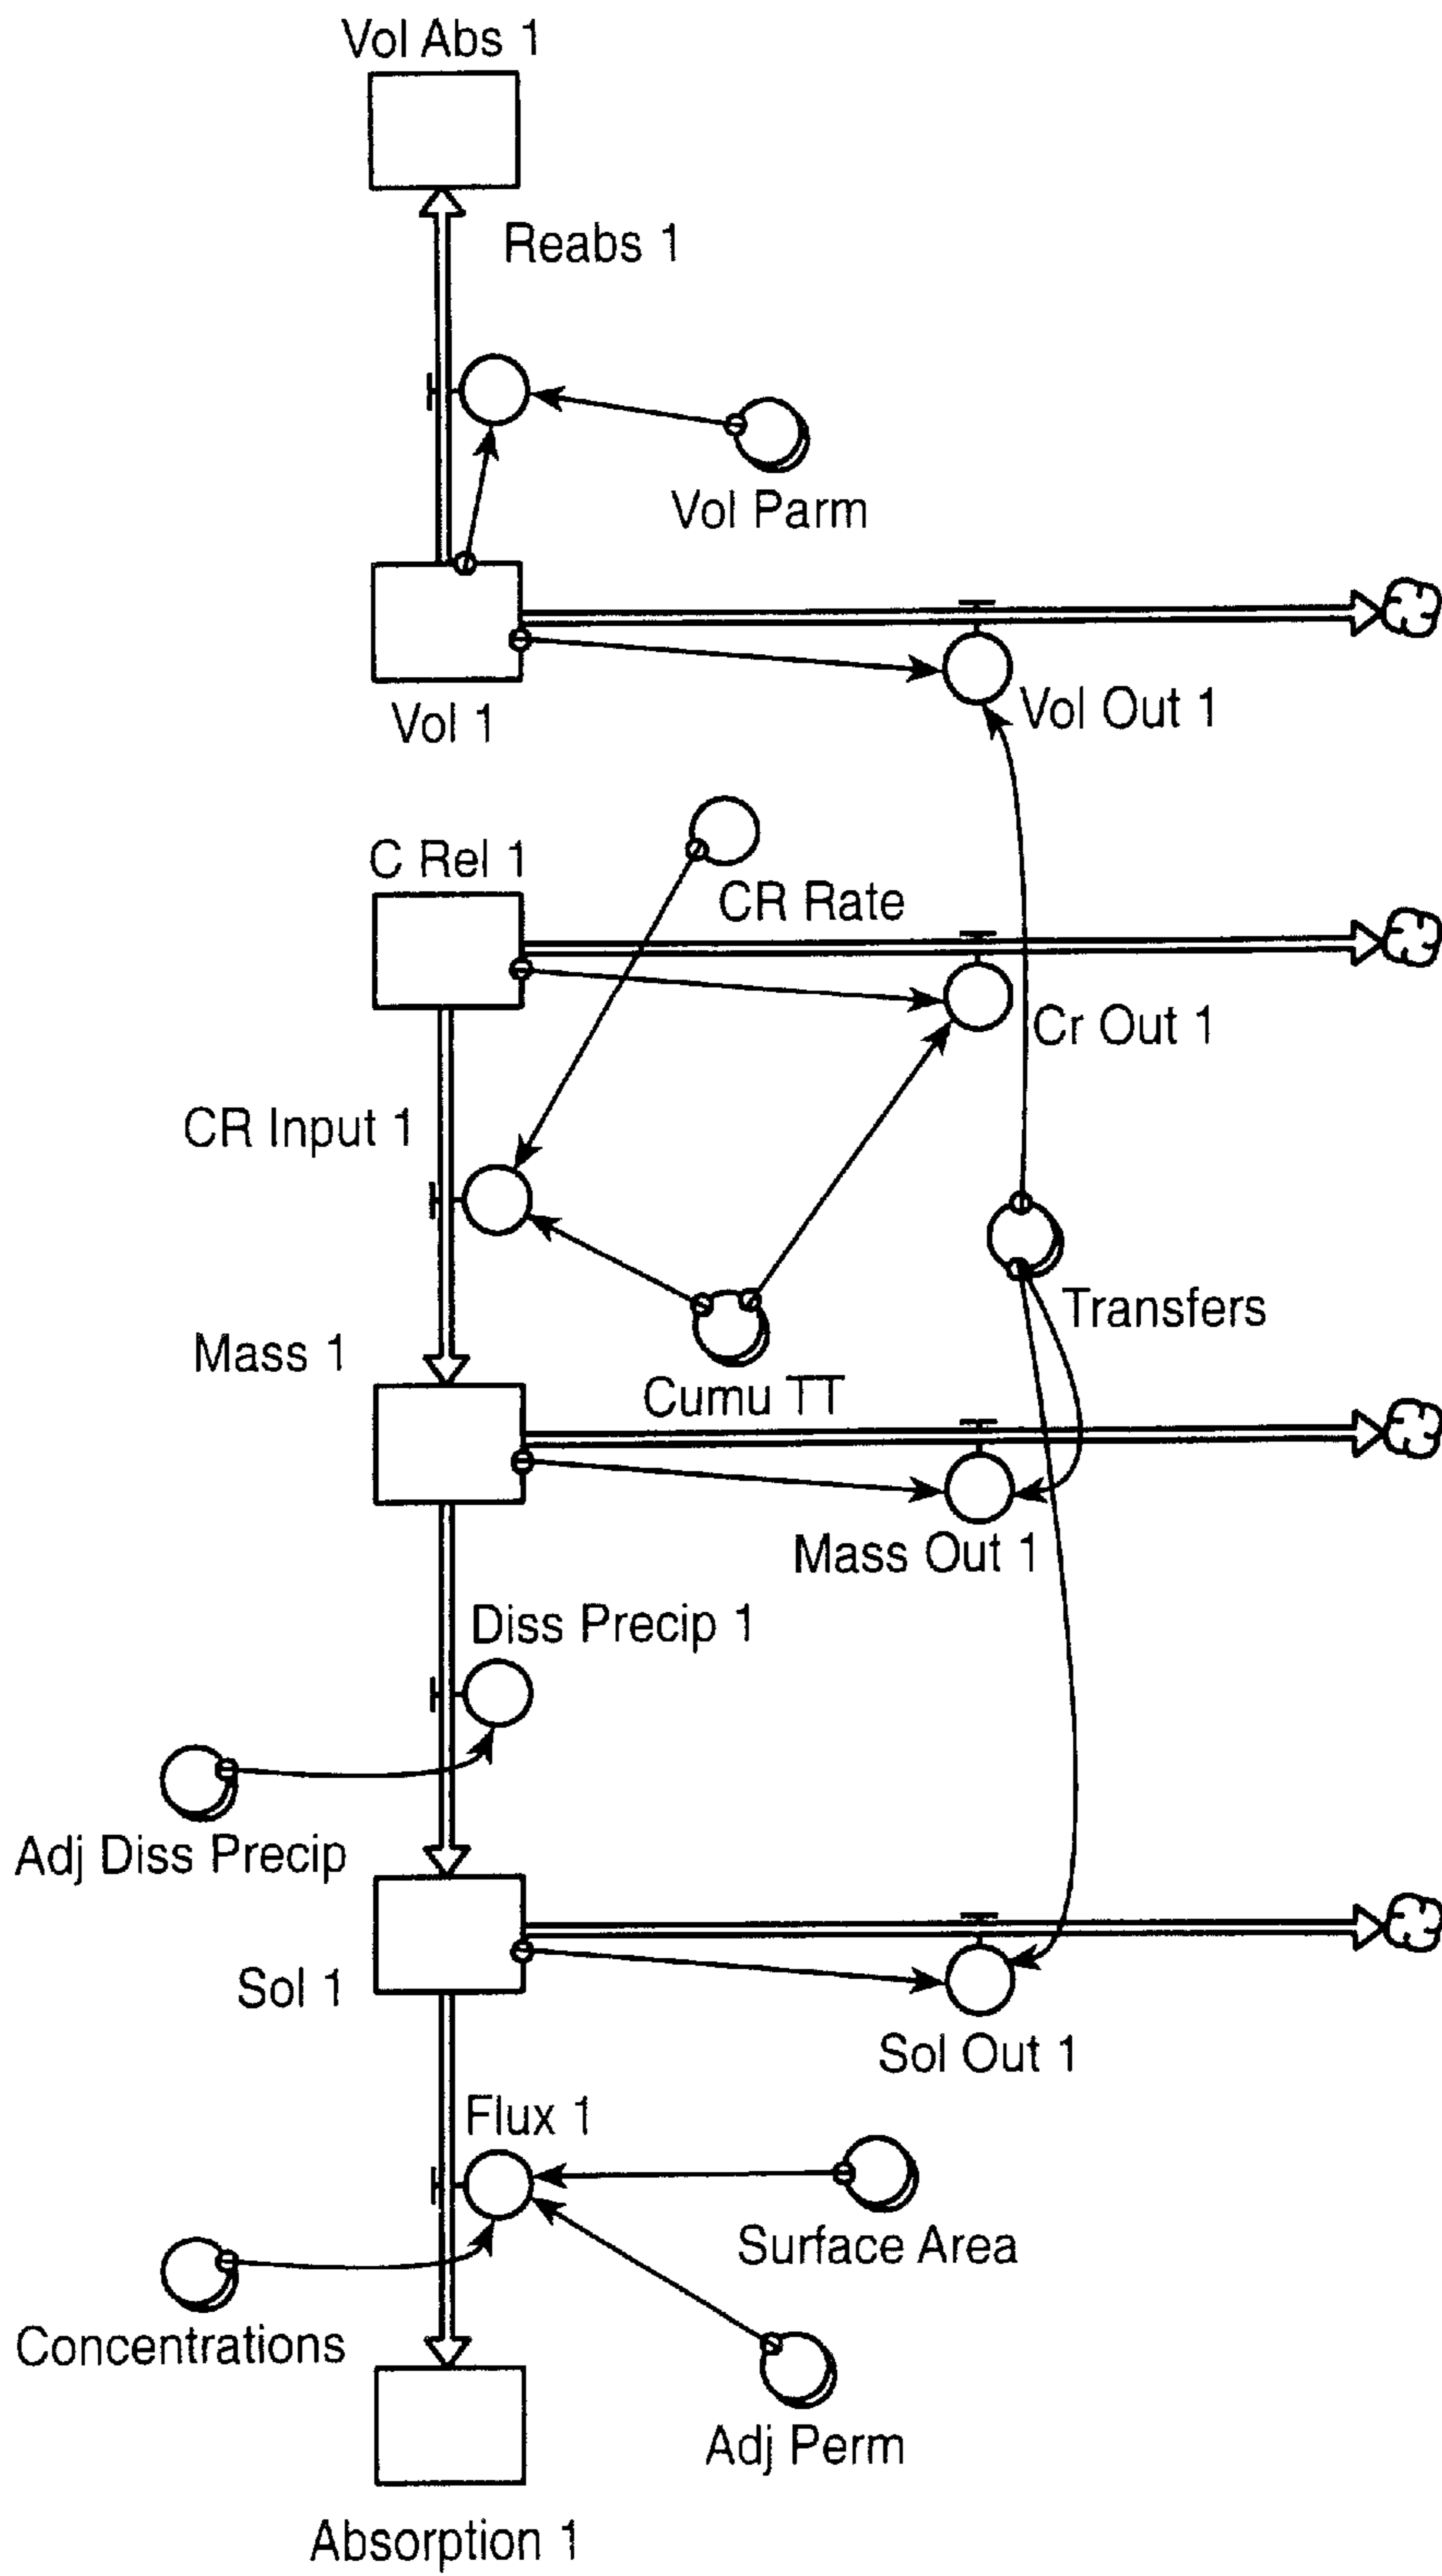 Vol Abs 1
Reabs 1
Vol Parm
Vol 1
Vol Out 1
C Rel 1
CR Rate
Cr Out 1
CR Input 1
Transfers
Mass 1
Cumu TT
Mass Out 1
Diss Precip 1
Adj Diss Precip
Sol 1
Sol Out 1
Flux 1
Surface Area
Concentrations
Adj Perm
Absorption 1